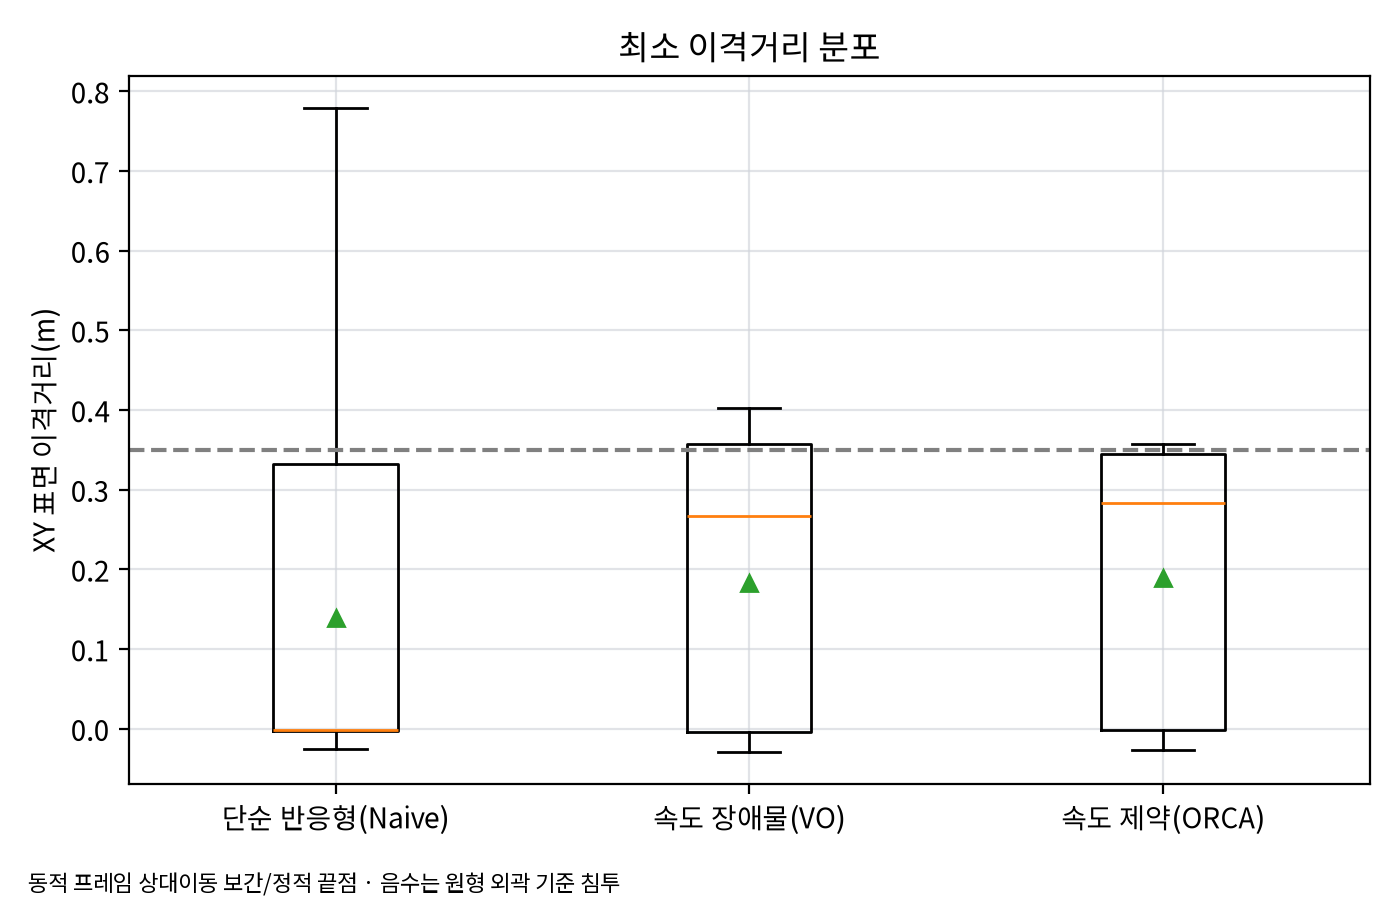 최소 이격거리 분포
XY 표면 이격거리(m)
0.8
0.7
0.6
0.5
0.4
0.3
0.2
0.1
0.0
단순 반응형(Naive)
속도 장애물(VO)
속도 제약(ORCA)
동적 프레임 상대이동 보간/정적 끝점 · 음수는 원형 외곽 기준 침투